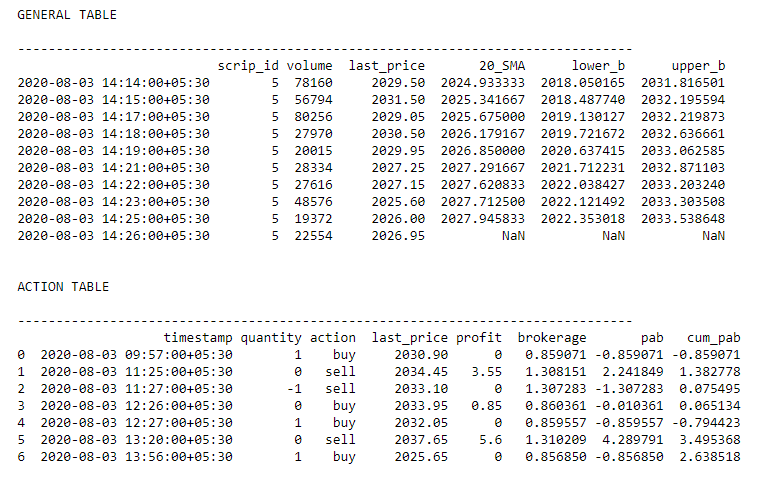 GENERAL TABLE
-------------------------------------------------------------------------
scrip_id volume last_price 20_SMA lower_b upper_b
2020-08-03 14:14:00+05:30 5 78160 2029.50 2024.933333 2018.050165 2031.816501
2020-08-03 14:15:00+05:30 5 56794 2031.50 2025.341667 2018.487740 2032.195594
2020-08-03 14:17:00+05:30 5 80256 2029.05 2025.675000 2019.130127 2032.219873
2020-08-03 14:18:00+05:30 5 27970 2030.50 2026.179167 2019.721672 2032.636661
2020-08-03 14:19:00+05:30 5 20015 2029.95 2026.850000 2020.637415 2033.062585
2020-08-03 14:21:00+05:30 5 28334 2027.25 2027.291667 2021.712231 2032.871103
2020-08-03 14:22:00+05:30 5 27616 2027.15 2027.620833 2022.038427 2033.203240
2020-08-03 14:23:00+05:30 5 48576 2025.60 2027.712500 2022.121492 2033.303508
2020-08-03 14:25:00+05:30 5 19372 2026.00 2027.945833 2022.353018 2033.538648
2020-08-03 14:26:00+05:30 5 22554 2026.95 NaN NaN NaN
ACTION TABLE
-------------------------------------------------------------------------
timestamp quantity action last_price profit brokerage pab cum_pab
0 2020-08-03 09:57:00+05:30 1 buy 2030.90 0 0.859071 -0.859071 -0.859071
1 2020-08-03 11:25:00+05:30 0 sell 2034.45 3.55 1.308151 2.241849 1.382778
2 2020-08-03 11:27:00+05:30 -1 sell 2033.10 0 1.307283 -1.307283 0.075495
3 2020-08-03 12:26:00+05:30 0 buy 2033.95 0.85 0.860361 -0.010361 0.065134
4 2020-08-03 12:27:00+05:30 1 buy 2032.05 0 0.859557 -0.859557 -0.794423
5 2020-08-03 13:20:00+05:30 0 sell 2037.65 5.6 1.310209 4.289791 3.495368
6 2020-08-03 13:56:00+05:30 1 buy 2025.65 0 0.856850 -0.856850 2.638518